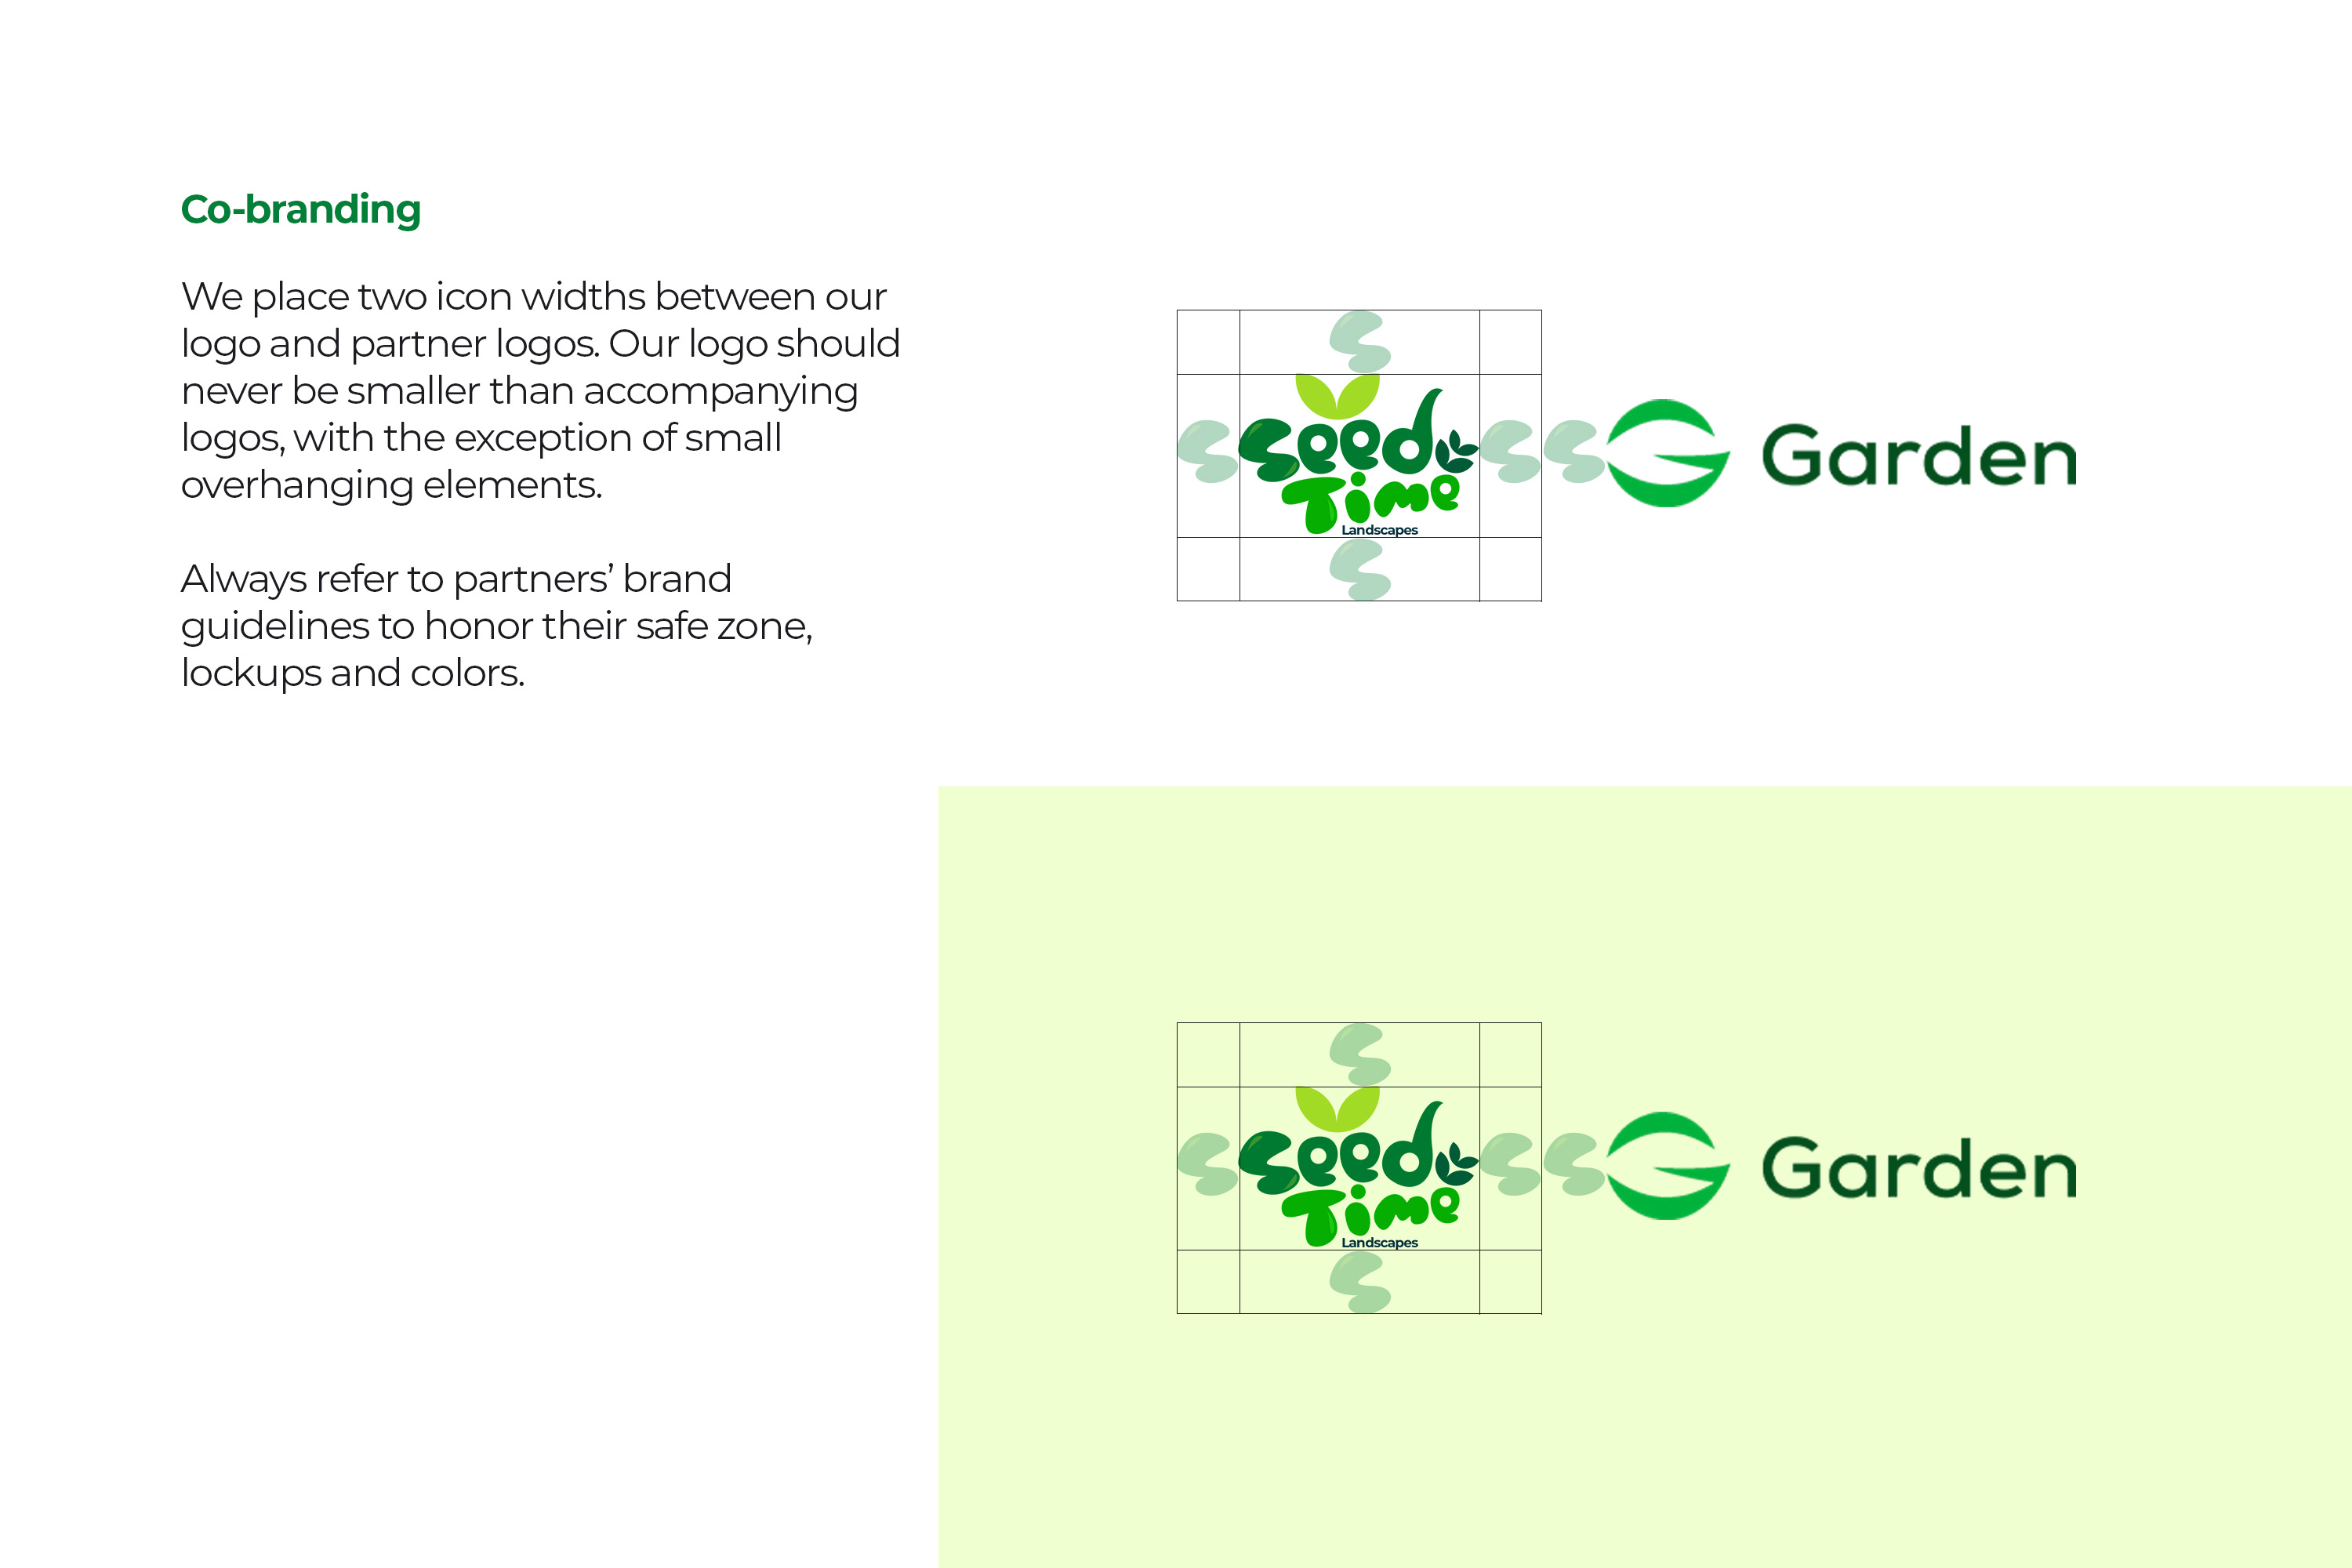 Co-branding
We place two icon widths between our
logo and partner logos. Our logo should
never be smaller than accompanying
logos, with the exception of small
overhanging elements.
Always refer to partners’ brand
guidelines to honor their safe zone,
lockups and colors.
S
S Seed S S Garden
Time
Landscapes
S
S
S Seed S S Garden
Time
Landscapes
S